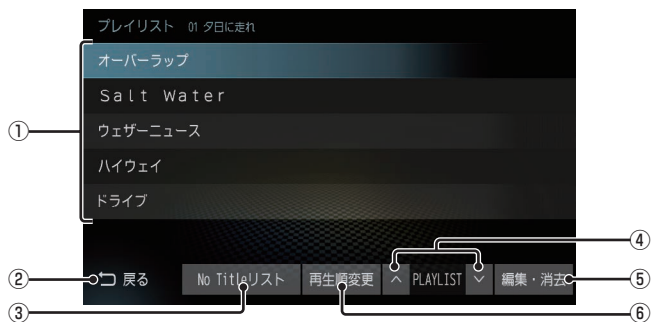 プレイリスト 01 夕日に走れ
オーバーラップ
Salt Water
ウェザーニュース
ハイウェイ
ドライブ
①
④
② 戻る No Titleリスト 再生順変更 PLAYLIST 編集・消去 ⑤
③ ⑥